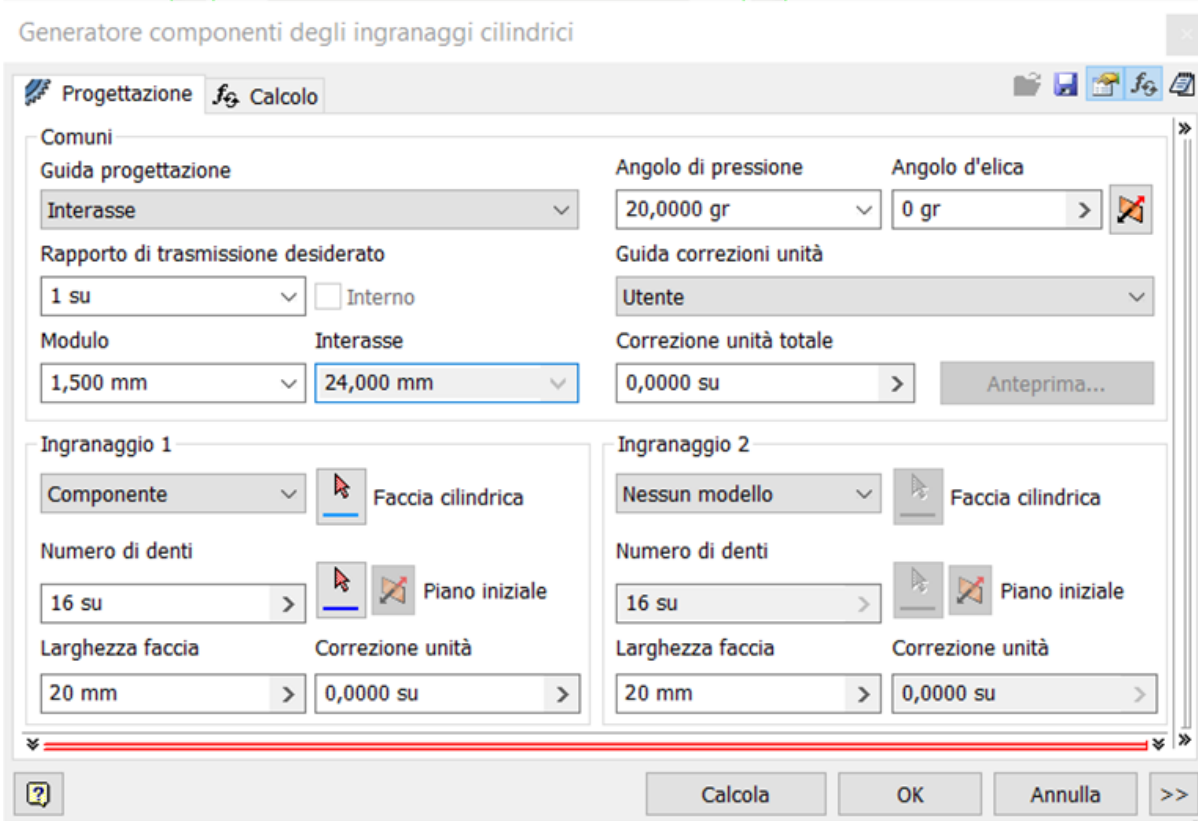 Generatore componenti degli ingranaggi cilindrici
Progettazione
Calcolo
Comuni
Guida progettazione
Angolo di pressione
Angolo d'elica
Interasse
20,0000 gr
0 gr
Rapporto di trasmissione desiderato
Guida correzioni unità
1 su
Interno
Utente
Modulo
Interasse
Correzione unità totale
1,500 mm
24,000 mm
0,0000 su
Anteprima...
Ingranaggio 1
Componente
Faccia cilindrica
Numero di denti
16 su
Piano iniziale
Larghezza faccia
Correzione unità
20 mm
0,0000 su
Ingranaggio 2
Nessun modello
Faccia cilindrica
Numero di denti
16 su
Piano iniziale
Larghezza faccia
Correzione unità
20 mm
0,0000 su
Calcola
OK
Annulla
>>